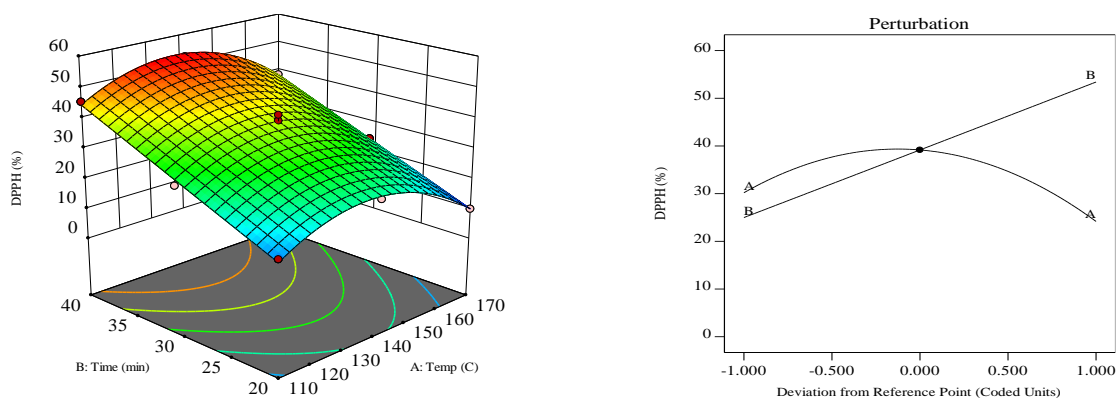 60
50
40
30
20
10
0
DPPH (%)
40
35
30
25
20
B: Time (min)
110
120
130
140
150
160
170
A: Temp (C)
Perturbation
60
50
40
30
20
10
0
DPPH (%)
A
B
B
A
-1.000 -0.500 0.000 0.500 1.000
Deviation from Reference Point (Coded Units)